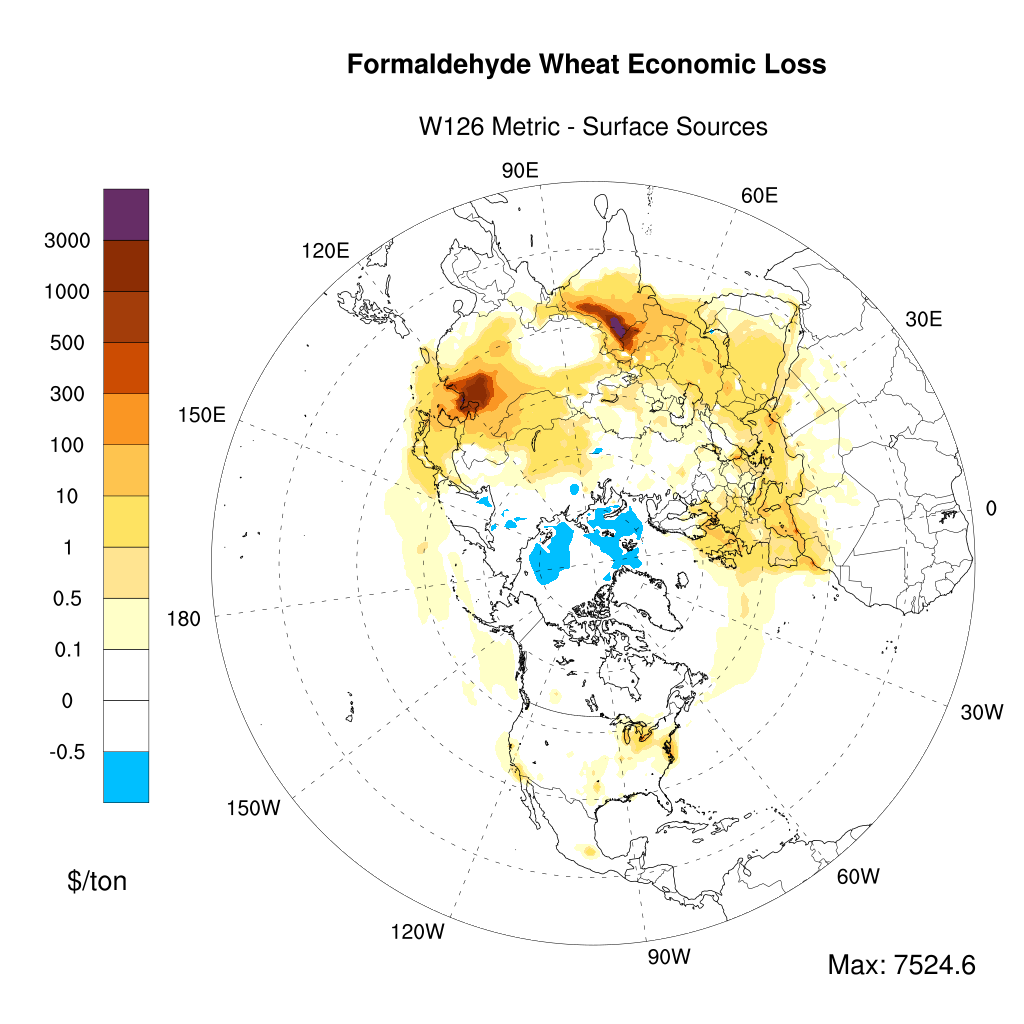 Formaldehyde Wheat Economic Loss
W126 Metric - Surface Sources
90E
60E
120E
30E
150E
0
180
30W
150W
60W
120W
90W
3000
1000
500
300
100
10
1
0.5
0.1
0
-0.5
$/ton
Max: 7524.6